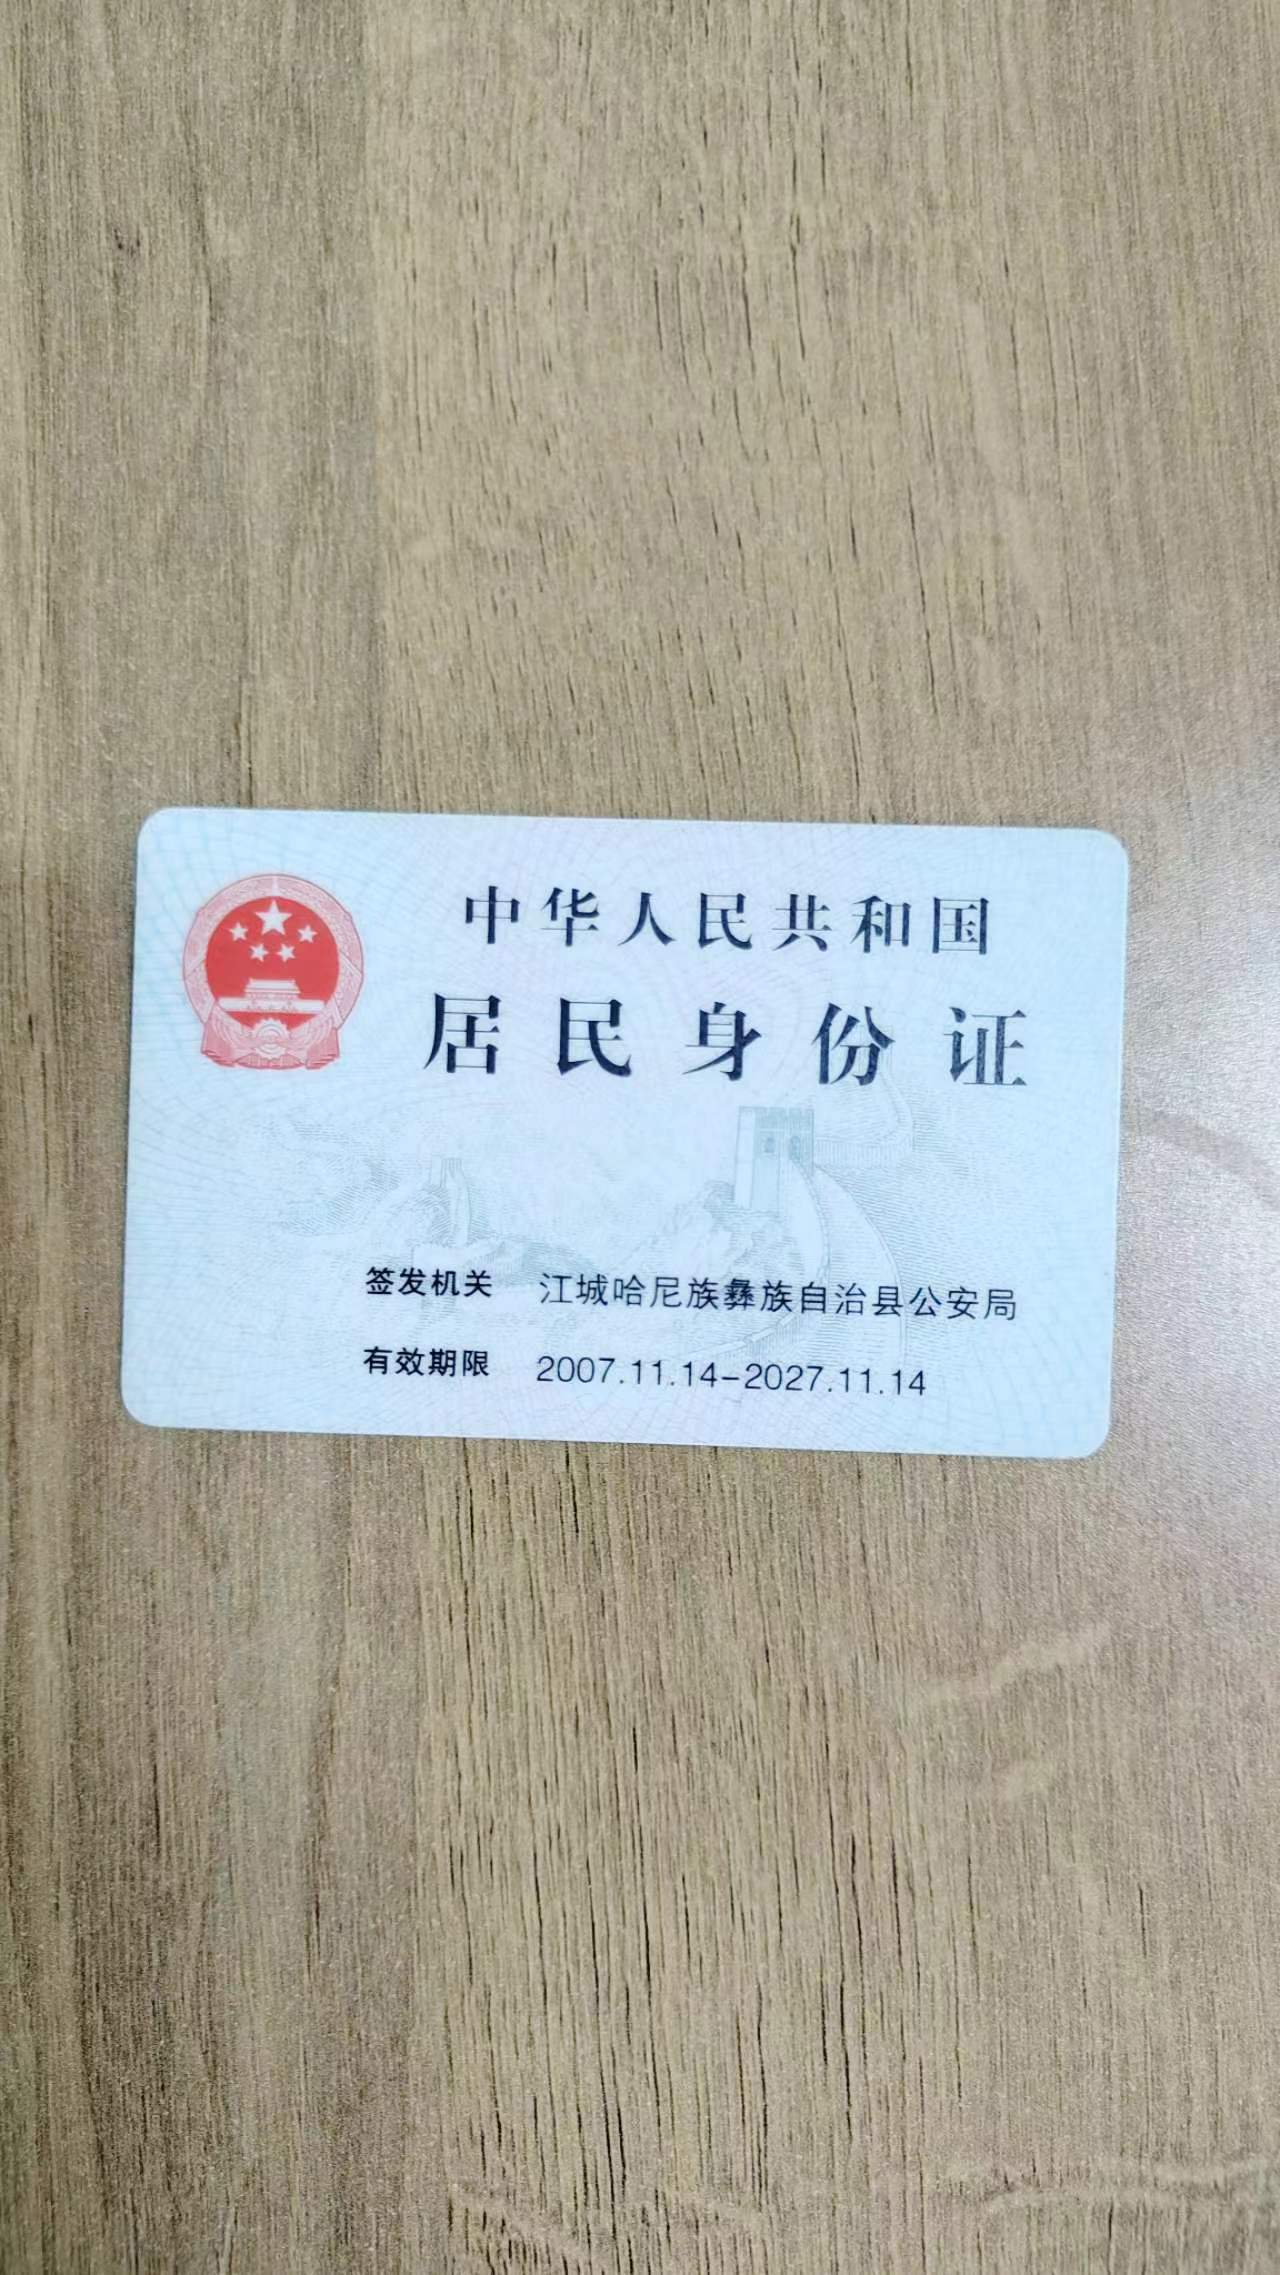 中华人民共和国
居民身份证
签发机关 江城哈尼族彝族自治县公安局
有效期限 2007.11.14-2027.11.14